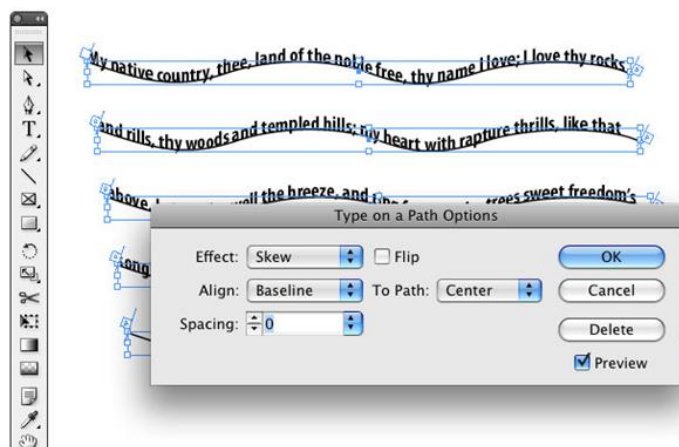 My native country, thee, land of the noble free, thy name I love; I love thy rocks
and rills, thy woods and templed hills; my heart with rapture thrills, like that
above, the breeze, and trees sweet freedom's
Type on a Path Options
Effect: Skew Flip OK
Align: Baseline To Path: Center Cancel
Spacing: 0 Delete
Preview